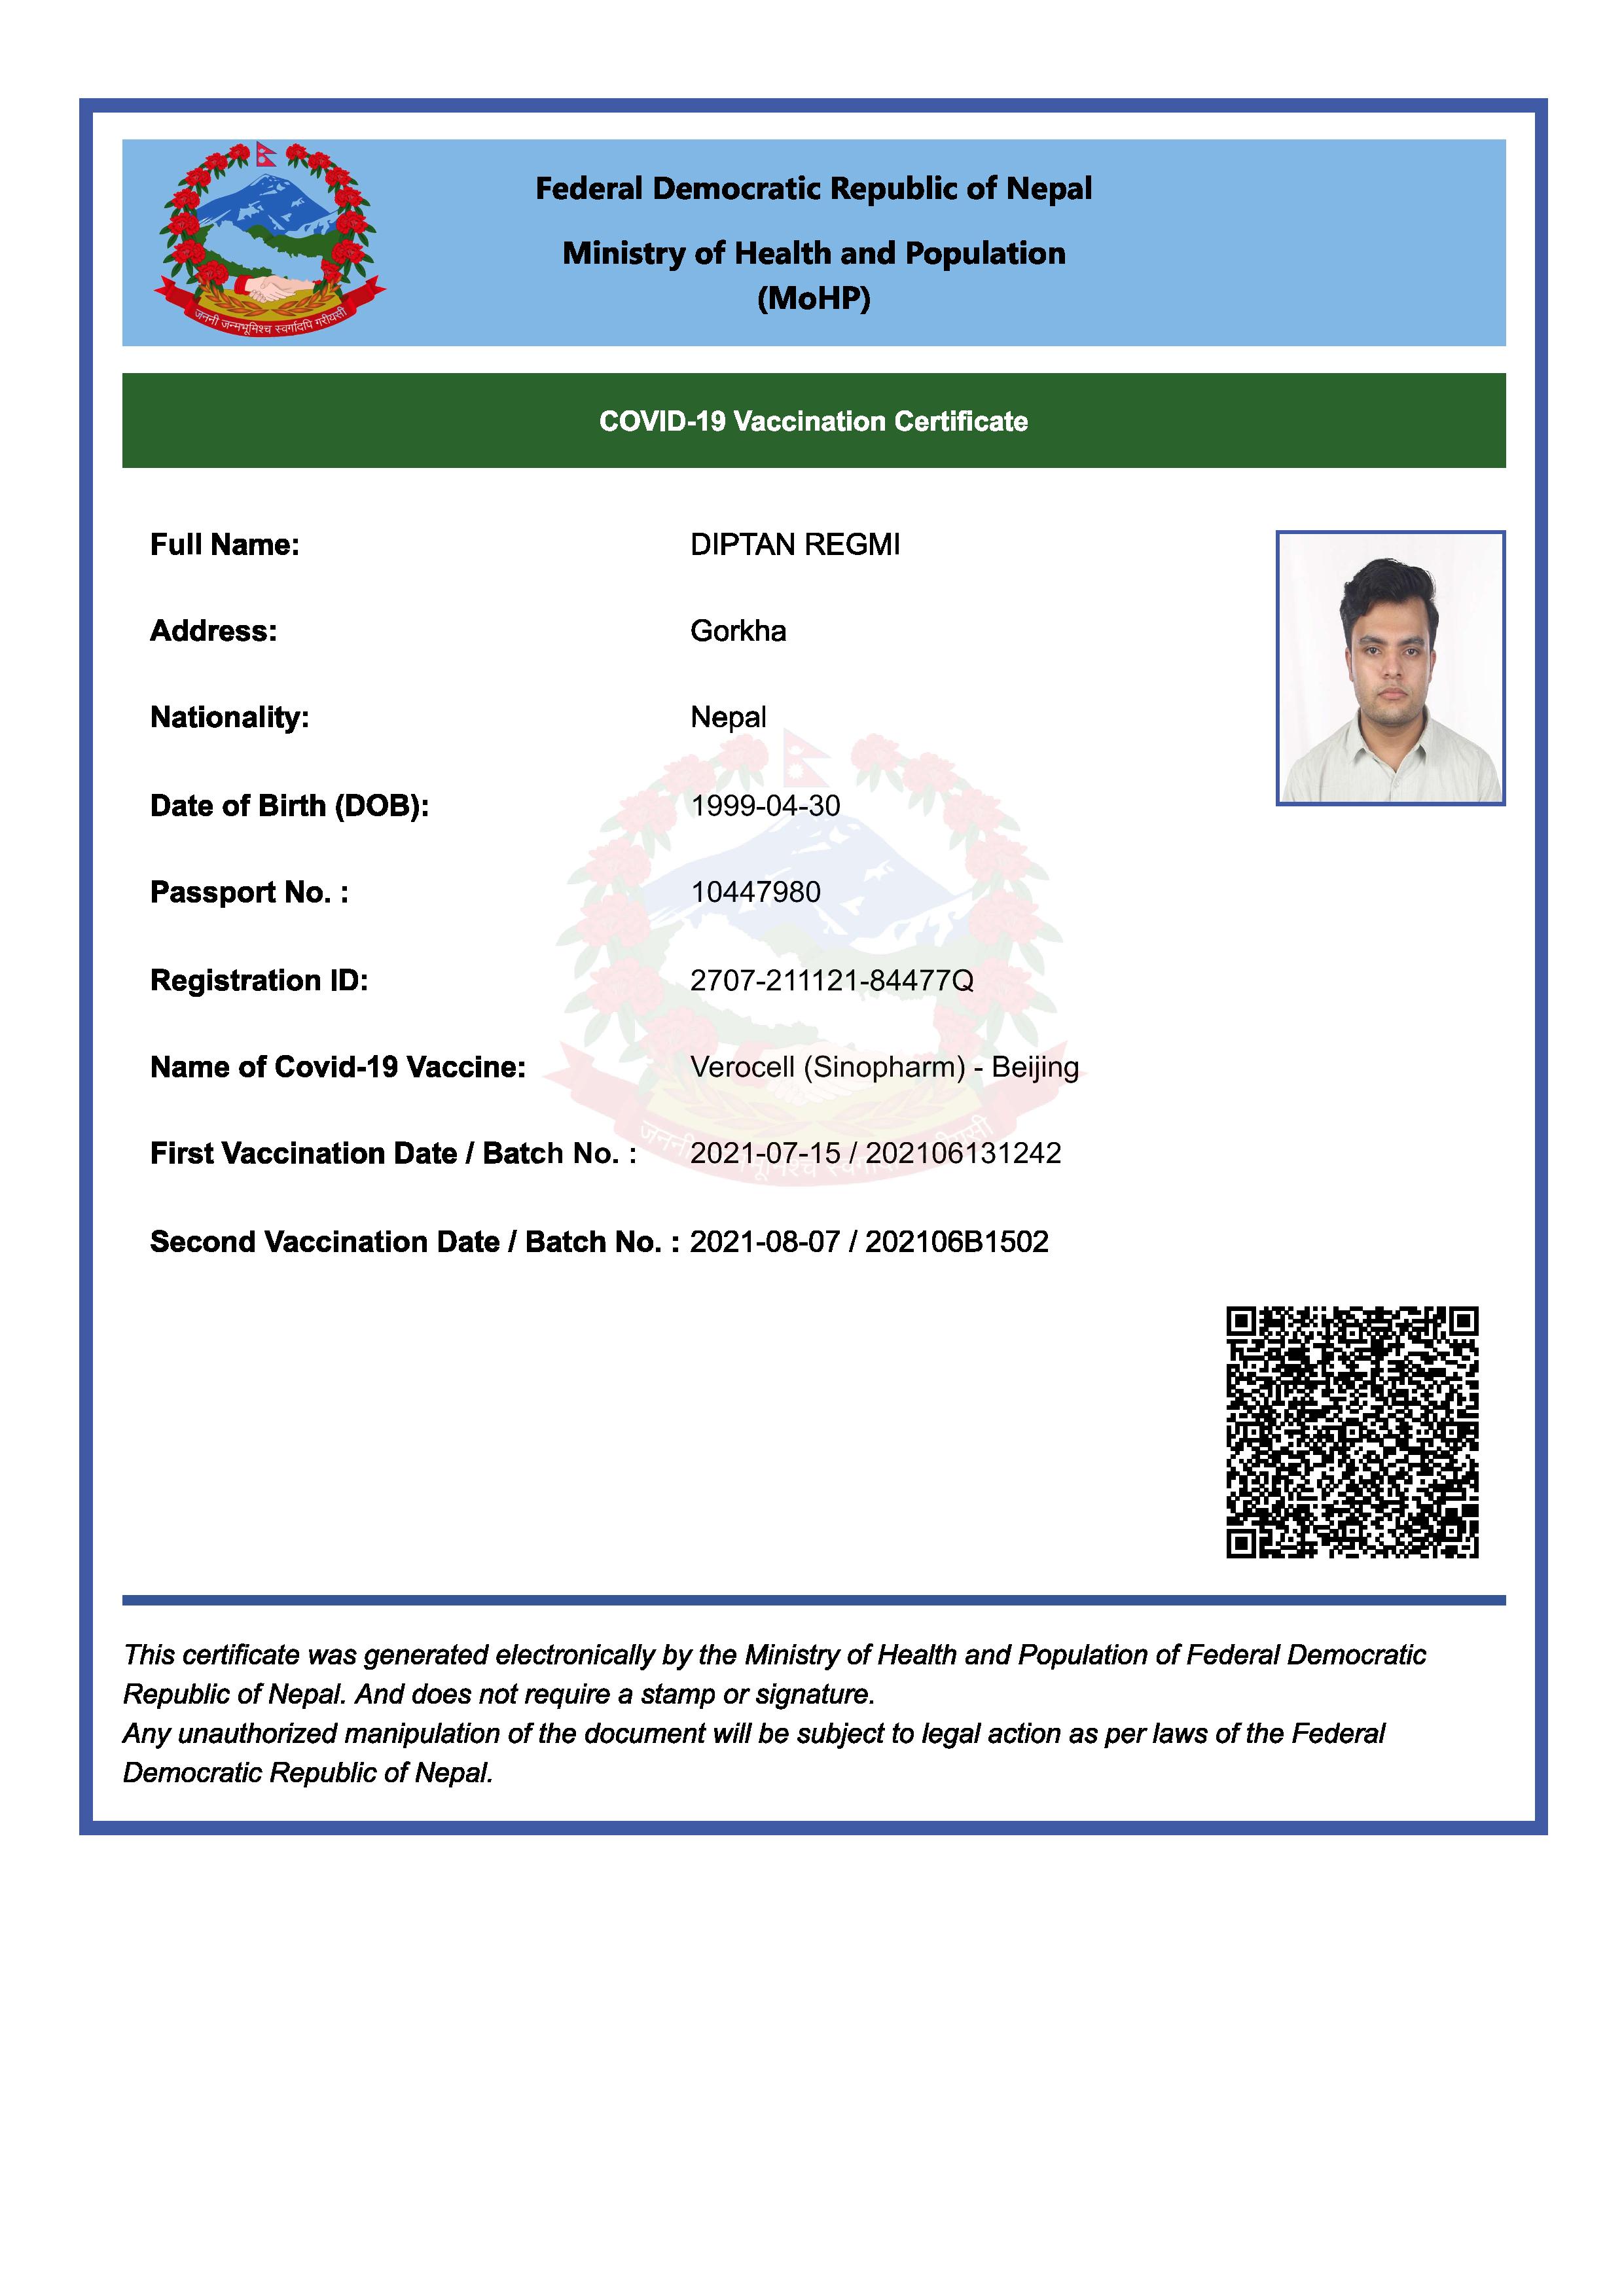 Federal Democratic Republic of Nepal
Ministry of Health and Population
(MoHP)
जननी जन्मभूमिश्च स्वर्गादपि गरीयसी
COVID-19 Vaccination Certificate
Full Name: DIPTAN REGMI
Address: Gorkha
Nationality: Nepal
Date of Birth (DOB): 1999-04-30
Passport No. : 10447980
Registration ID: 2707-211121-84477Q
Name of Covid-19 Vaccine: Verocell (Sinopharm) - Beijing
First Vaccination Date / Batch No. : 2021-07-15 / 202106131242
Second Vaccination Date / Batch No. : 2021-08-07 / 202106B1502
This certificate was generated electronically by the Ministry of Health and Population of Federal Democratic
Republic of Nepal. And does not require a stamp or signature.
Any unauthorized manipulation of the document will be subject to legal action as per laws of the Federal
Democratic Republic of Nepal.